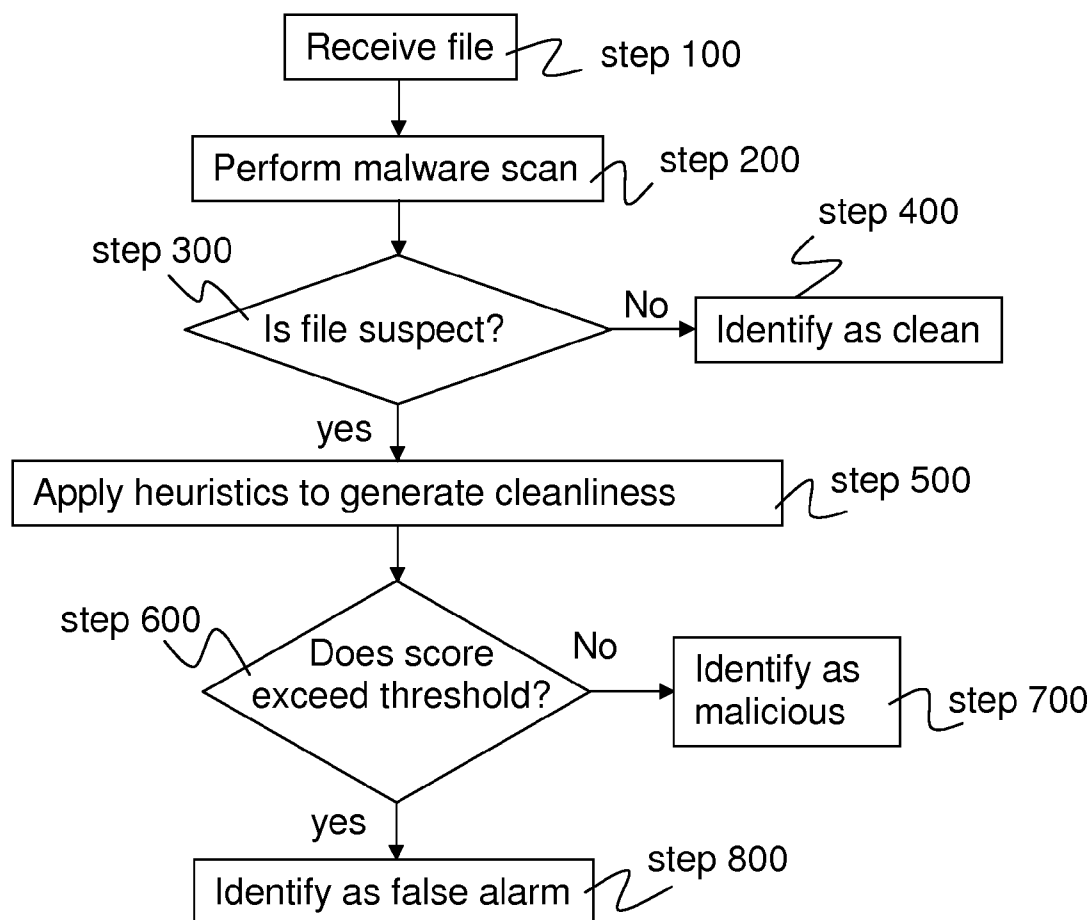 Receive file
step 100
Perform malware scan
step 200
step 300
Is file suspect?
No
step 400
Identify as clean
yes
Apply heuristics to generate cleanliness
step 500
step 600
Does score
exceed threshold?
No
Identify as
malicious
step 700
yes
Identify as false alarm
step 800